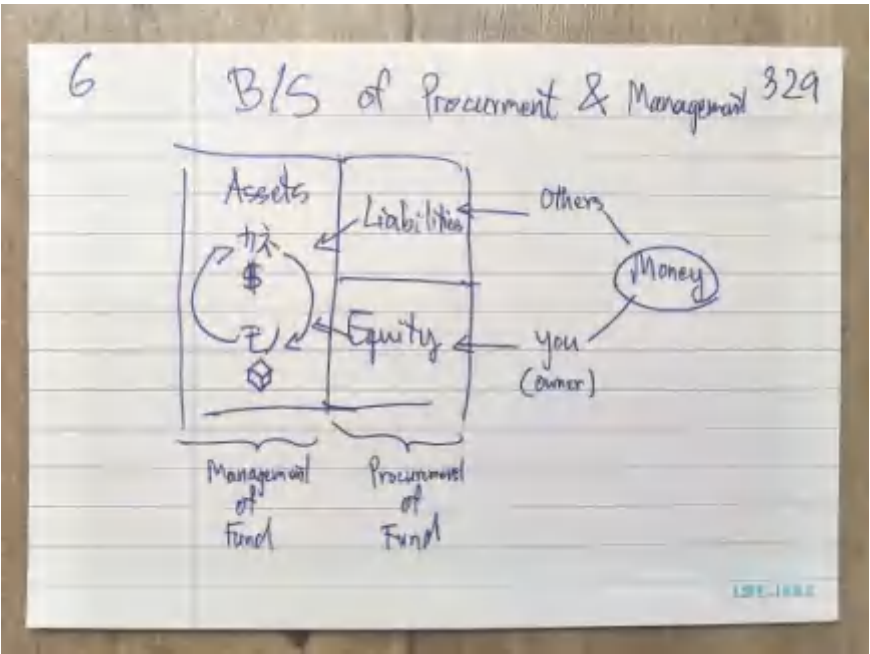 6 B/S of Procurment & Management 329
Assets
Liabilities
Others
カネ
$
Money
モノ
Equity
you
(owner)
Management
of
Fund
Procurment
of
Fund